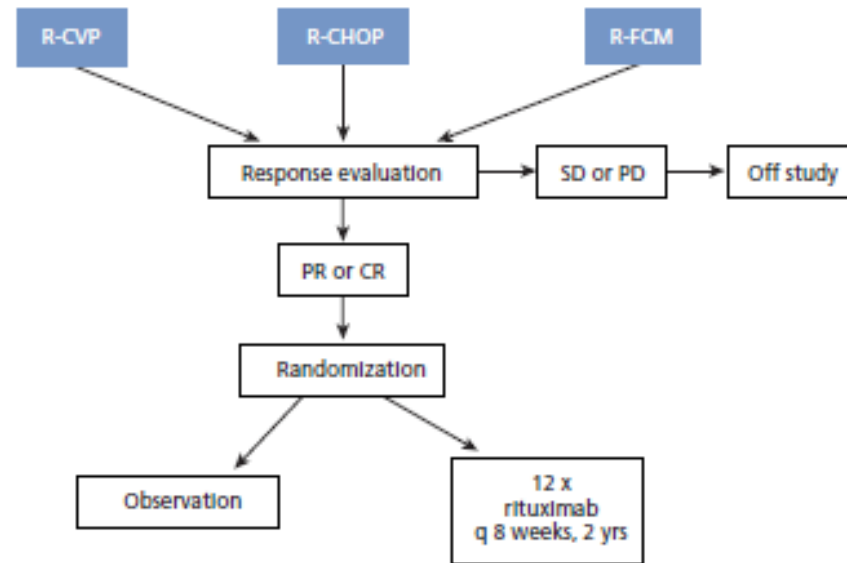 R-CVP
R-CHOP
R-FCM
Response evaluation
SD or PD
Off study
PR or CR
Randomization
Observation
12 x
rituximab
q 8 weeks, 2 yrs